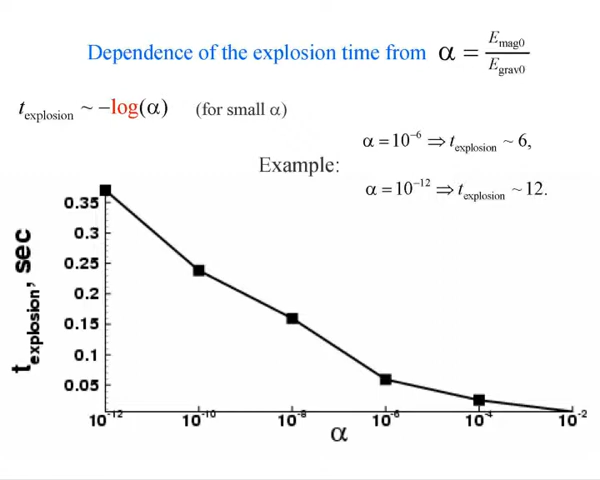 Dependence of the explosion time from α = E_mag0 / E_grav0
t_explosion ~ −log(α) (for small α)
α = 10⁻⁶ ⇒ t_explosion ~ 6,
Example:
α = 10⁻¹² ⇒ t_explosion ~ 12.
t_explosion, sec
0.35
0.3
0.25
0.2
0.15
0.1
0.05
10⁻¹² 10⁻¹⁰ 10⁻⁸ 10⁻⁶ 10⁻⁴ 10⁻²
α